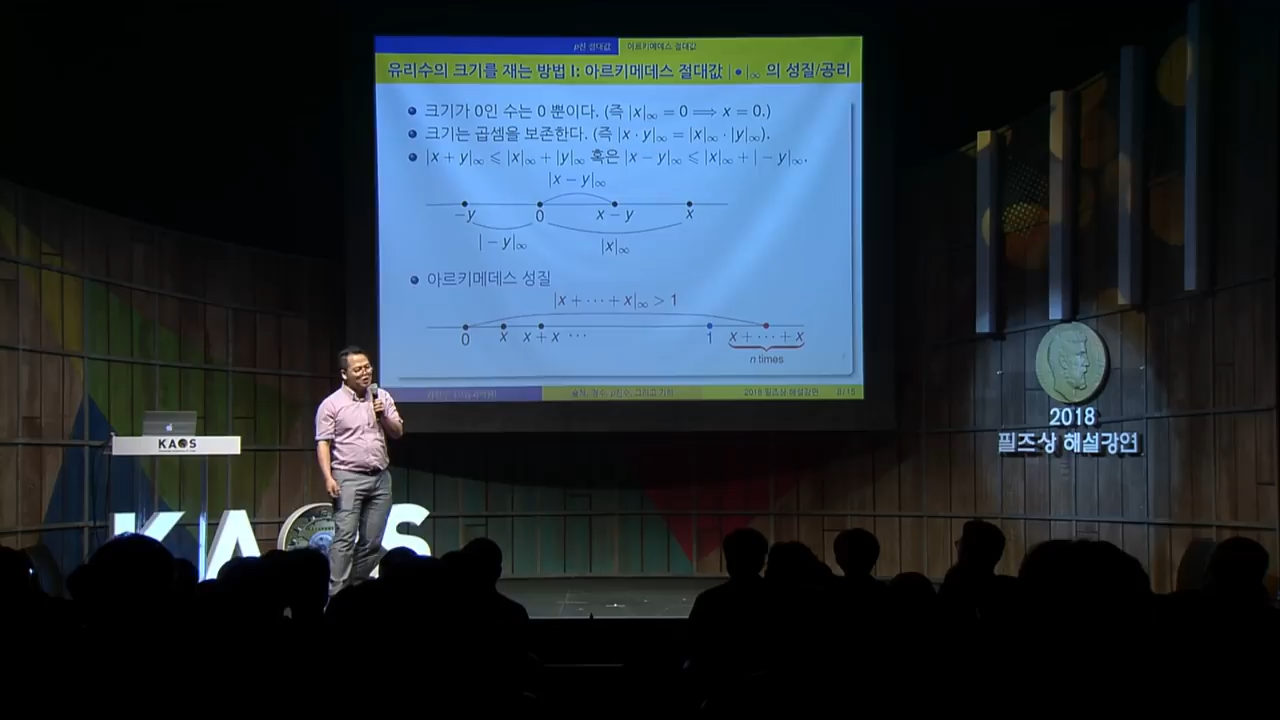 p진 절대값 아르키메데스 절대값
유리수의 크기를 재는 방법 I: 아르키메데스 절대값 |•|∞ 의 성질/공리
크기가 0인 수는 0 뿐이다. (즉 |x|∞ = 0 ⟹ x = 0.)
크기는 곱셈을 보존한다. (즉 |x · y|∞ = |x|∞ · |y|∞).
|x + y|∞ ⩽ |x|∞ + |y|∞ 혹은 |x − y|∞ ⩽ |x|∞ + | − y|∞.
|x − y|∞
−y 0 x − y x
| − y|∞ |x|∞
아르키메데스 성질
|x + ⋯ + x|∞ > 1
0 x x + x ⋯ 1 x + ⋯ + x
n times
2018 필즈상 해설강연 8/15
KAOS
KAOS
2018
필즈상 해설강연